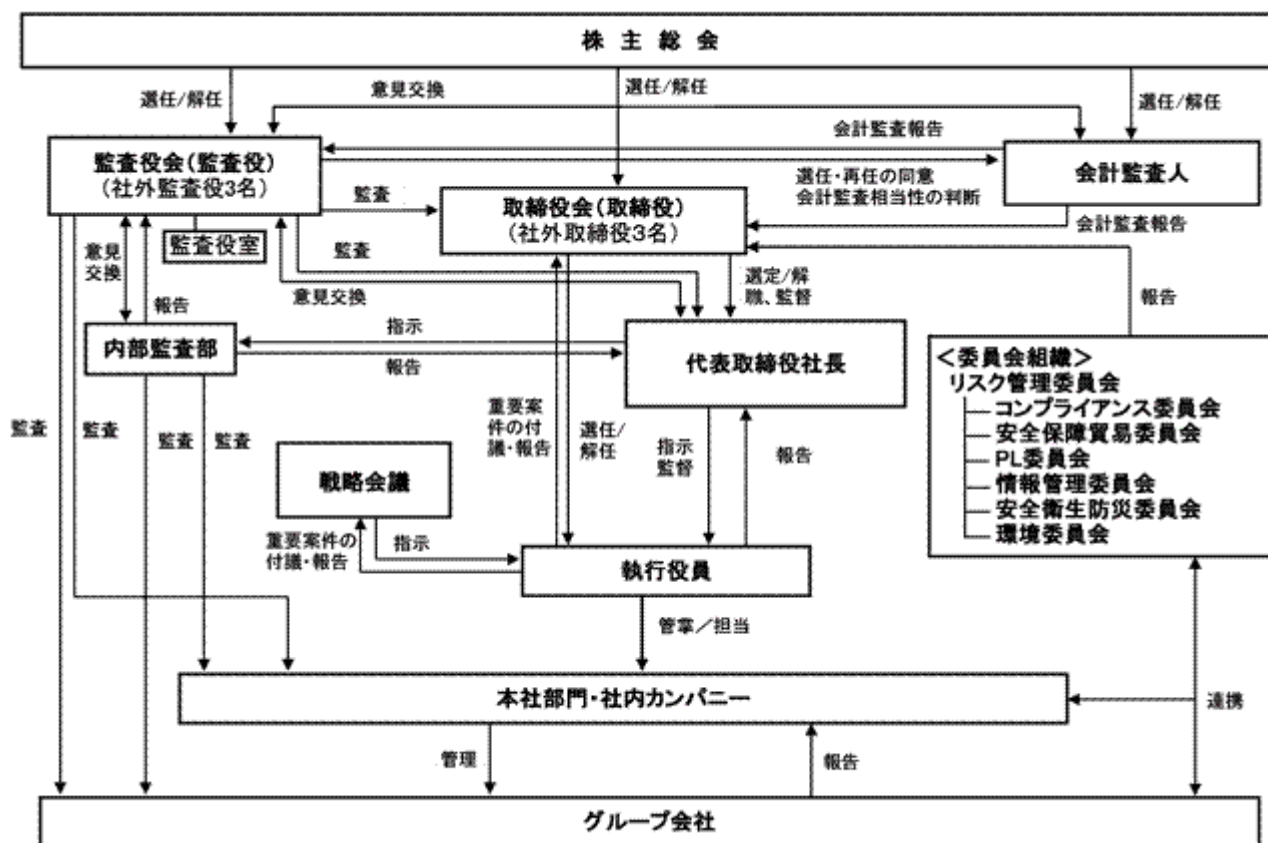 株主総会
選任/解任
意見交換
選任/解任
選任/解任
会計監査報告
監査役会(監査役)
(社外監査役3名)
会計監査人
選任・再任の同意
会計監査相当性の判断
監査
取締役会(取締役)
(社外取締役3名)
会計監査報告
監査役室
意見
交換
監査
意見交換
選定/解
職、監督
報告
報告
指示
内部監査部
報告
代表取締役社長
<委員会組織>
リスク管理委員会
コンプライアンス委員会
安全保障貿易委員会
PL委員会
情報管理委員会
安全衛生防災委員会
環境委員会
監査
監査
監査
監査
重要案
件の付
議・報告
選任/
解任
指示
監督
報告
戦略会議
重要案件の
付議・報告
指示
執行役員
管掌/担当
本社部門・社内カンパニー
連携
管理
報告
グループ会社